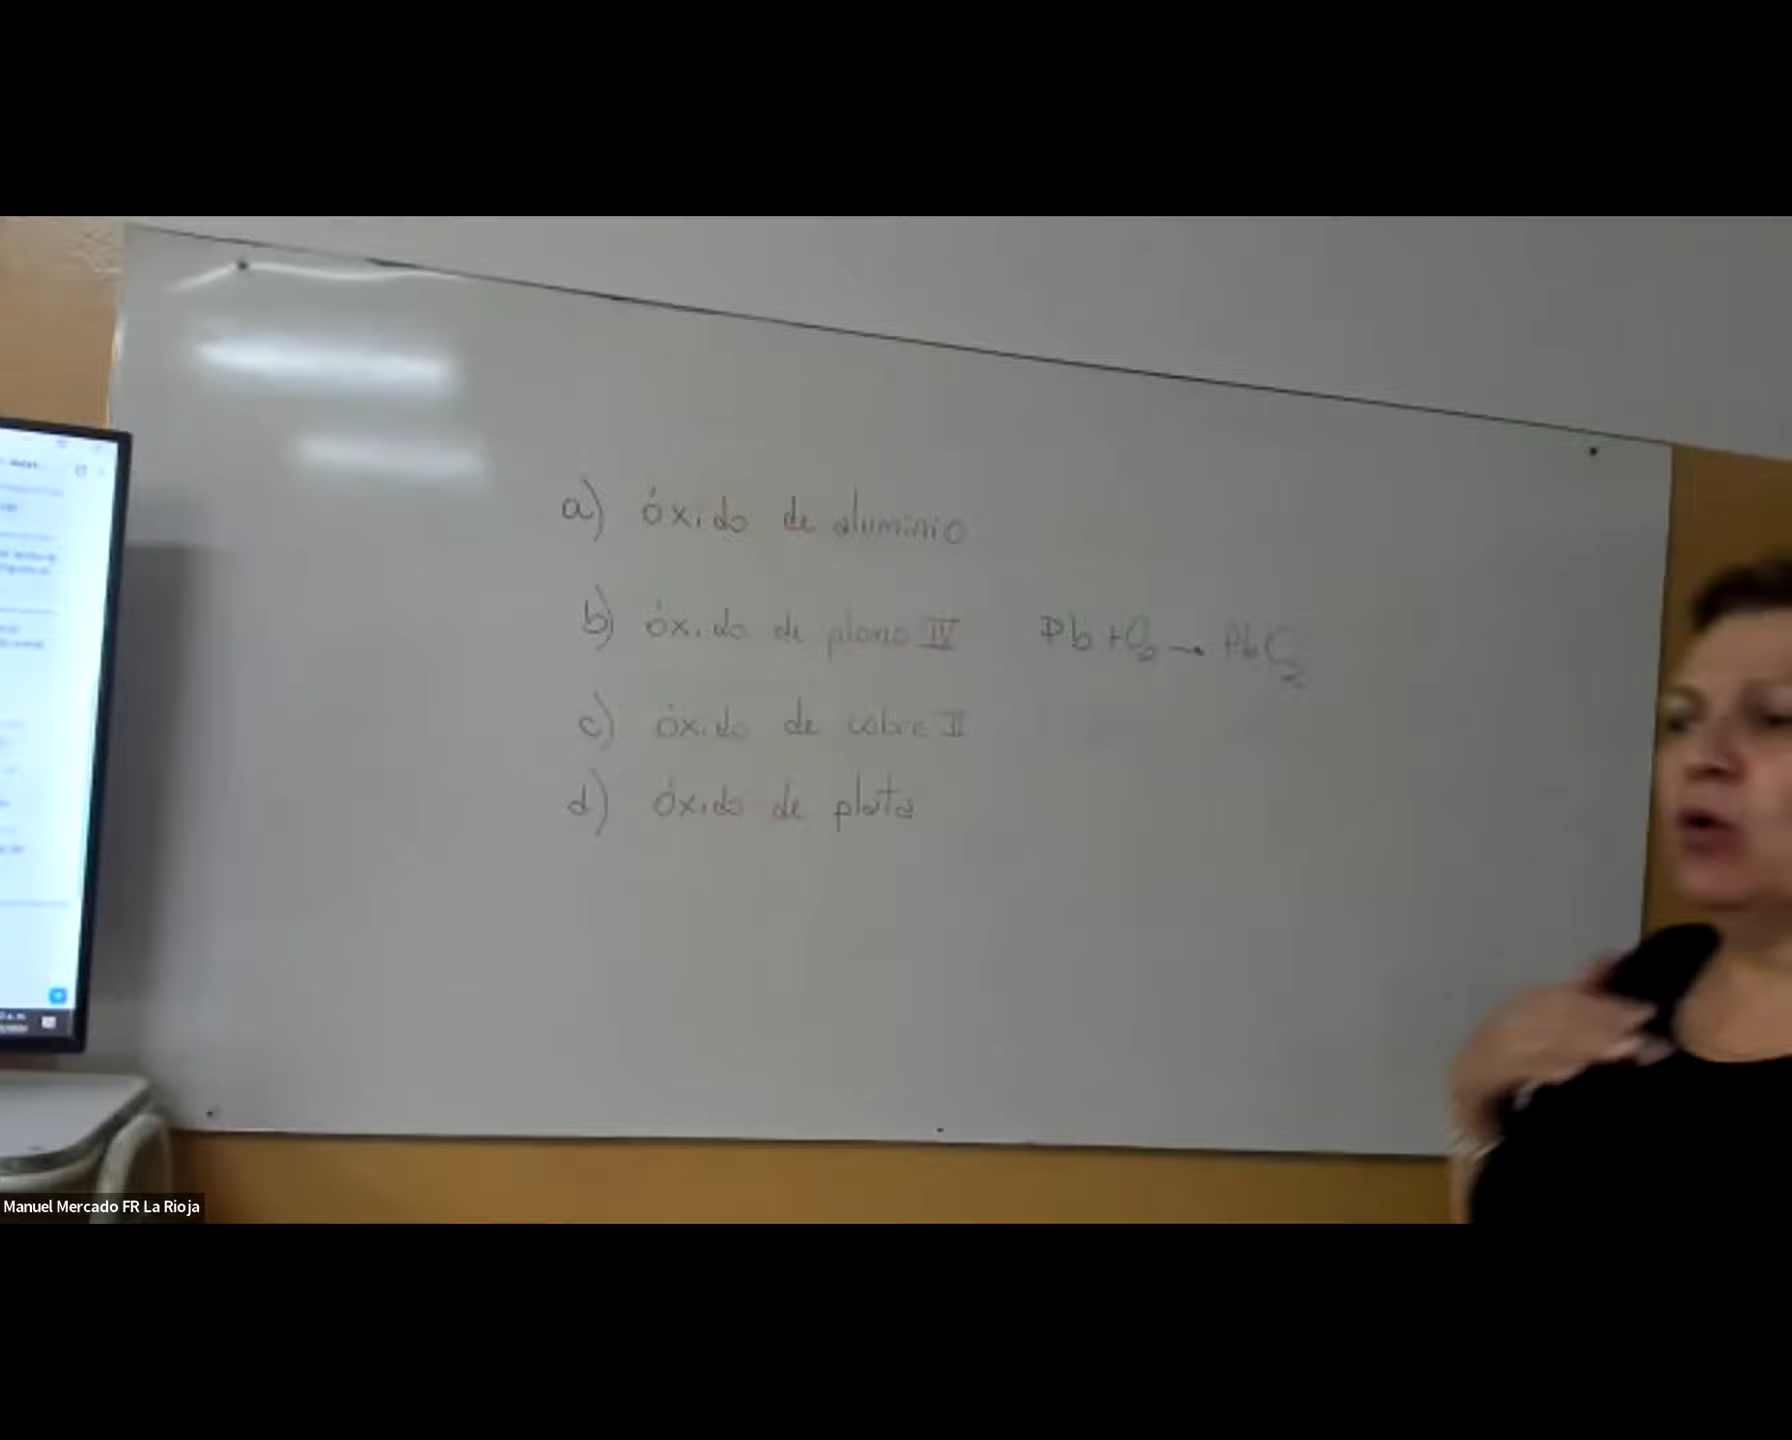 a) óxido de aluminio
b) óxido de plomo IV Pb + O₂ → PbO₂
c) óxido de cobre II
d) óxido de plata
Manuel Mercado FR La Rioja